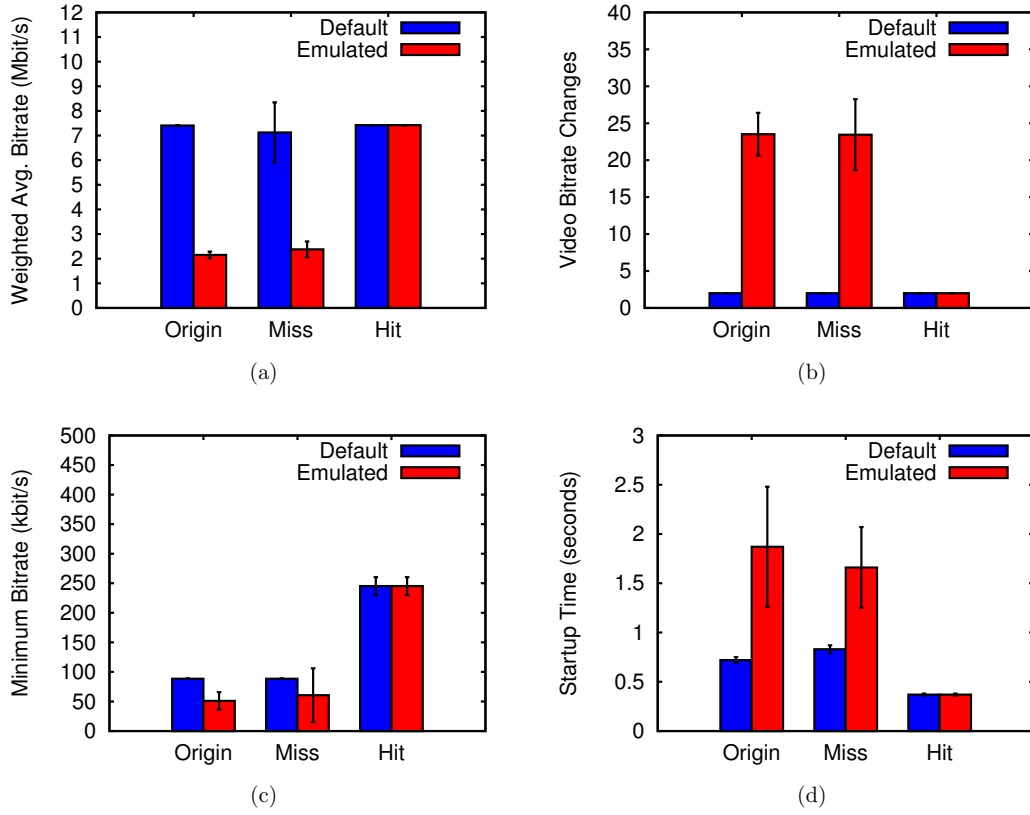 Weighted Avg. Bitrate (Mbit/s)
12
11
10
9
8
7
6
5
4
3
2
1
0
Default
Emulated
Origin Miss Hit
(a)
Video Bitrate Changes
40
35
30
25
20
15
10
5
0
Default
Emulated
Origin Miss Hit
(b)
Minimum Bitrate (kbit/s)
500
450
400
350
300
250
200
150
100
50
0
Default
Emulated
Origin Miss Hit
(c)
Startup Time (seconds)
3
2.5
2
1.5
1
0.5
0
Default
Emulated
Origin Miss Hit
(d)